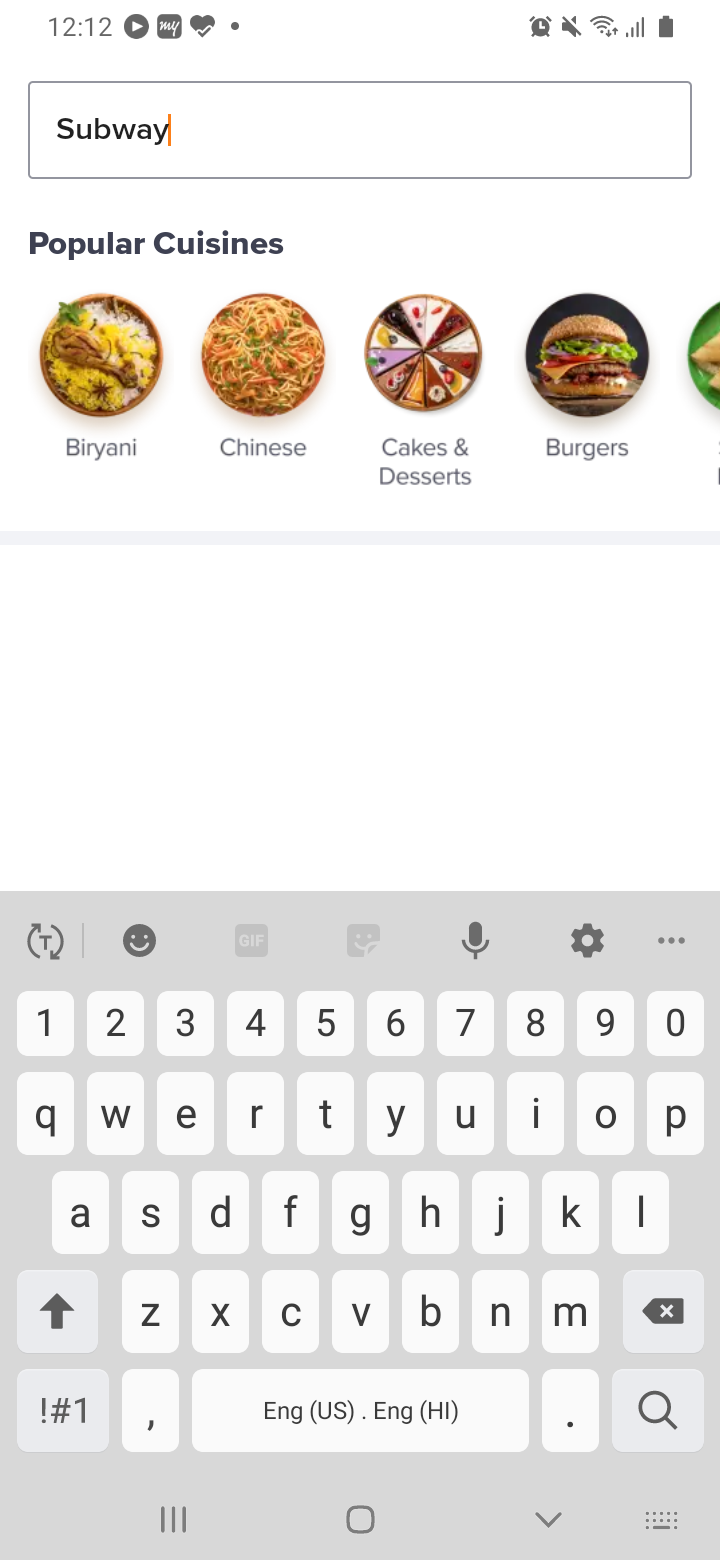 12:12 my
Subway
Popular Cuisines
Biryani
Chinese
Cakes &
Desserts
Burgers
T
GIF
1 2 3 4 5 6 7 8 9 0
q w e r t y u i o p
a s d f g h j k l
z x c v b n m
!#1 , Eng (US) . Eng (HI) .